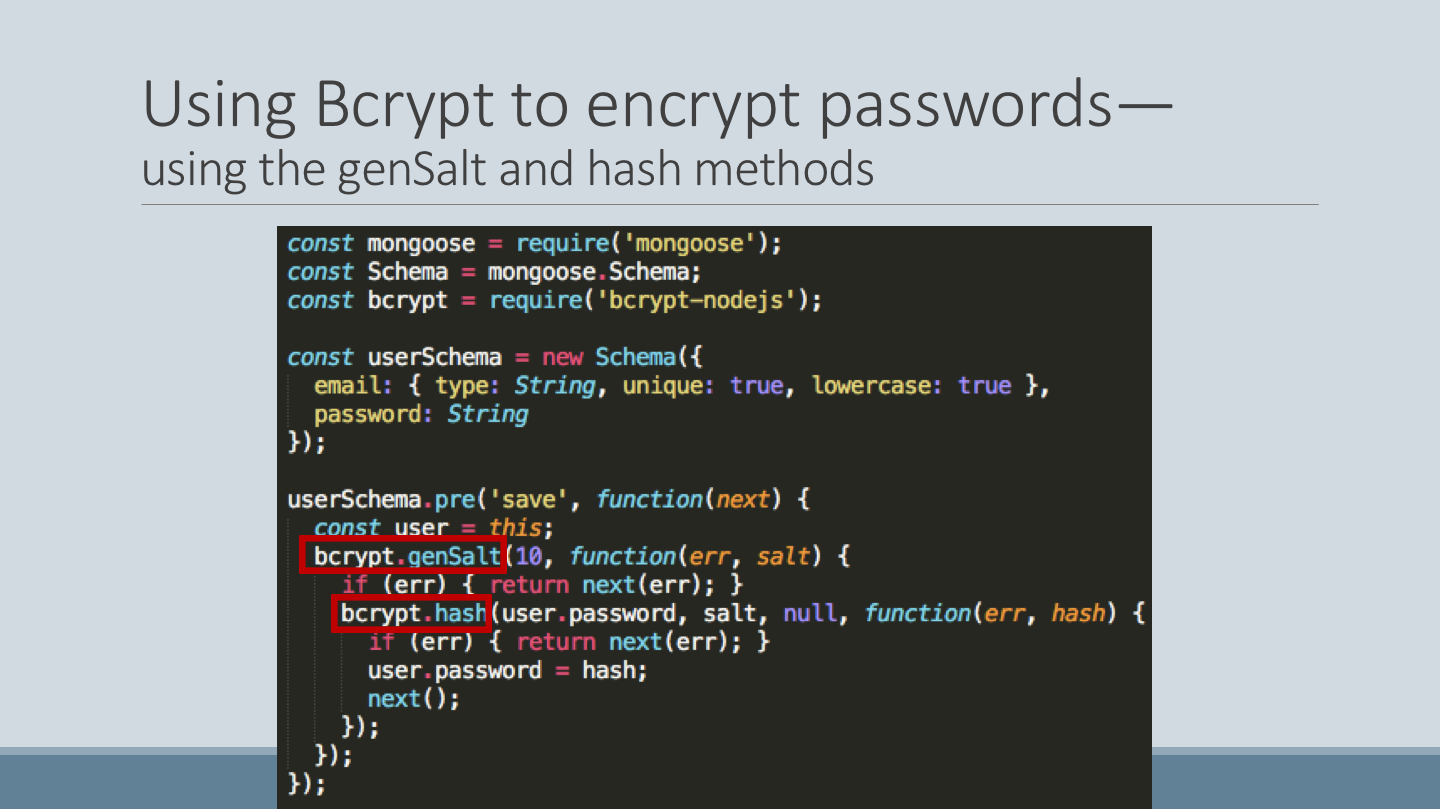 Using Bcrypt to encrypt passwords—
using the genSalt and hash methods
const mongoose = require('mongoose');
const Schema = mongoose.Schema;
const bcrypt = require('bcrypt-nodejs');
const userSchema = new Schema({
  email: { type: String, unique: true, lowercase: true },
  password: String
});
userSchema.pre('save', function(next) {
  const user = this;
  bcrypt.genSalt(10, function(err, salt) {
    if (err) { return next(err); }
    bcrypt.hash(user.password, salt, null, function(err, hash) {
      if (err) { return next(err); }
      user.password = hash;
      next();
    });
  });
});